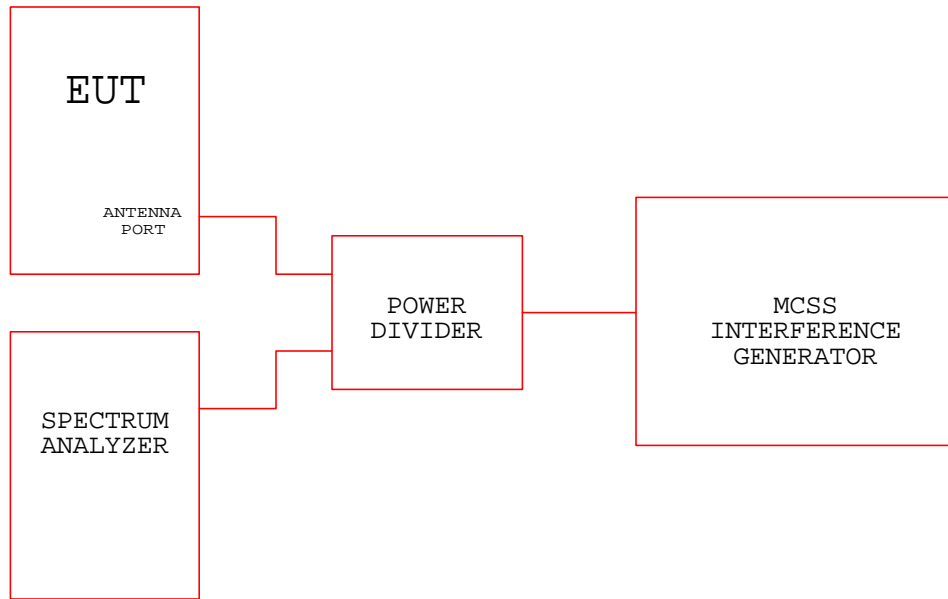 EUT
ANTENNA
PORT
POWER
DIVIDER
MCSS
INTERFERENCE
GENERATOR
SPECTRUM
ANALYZER